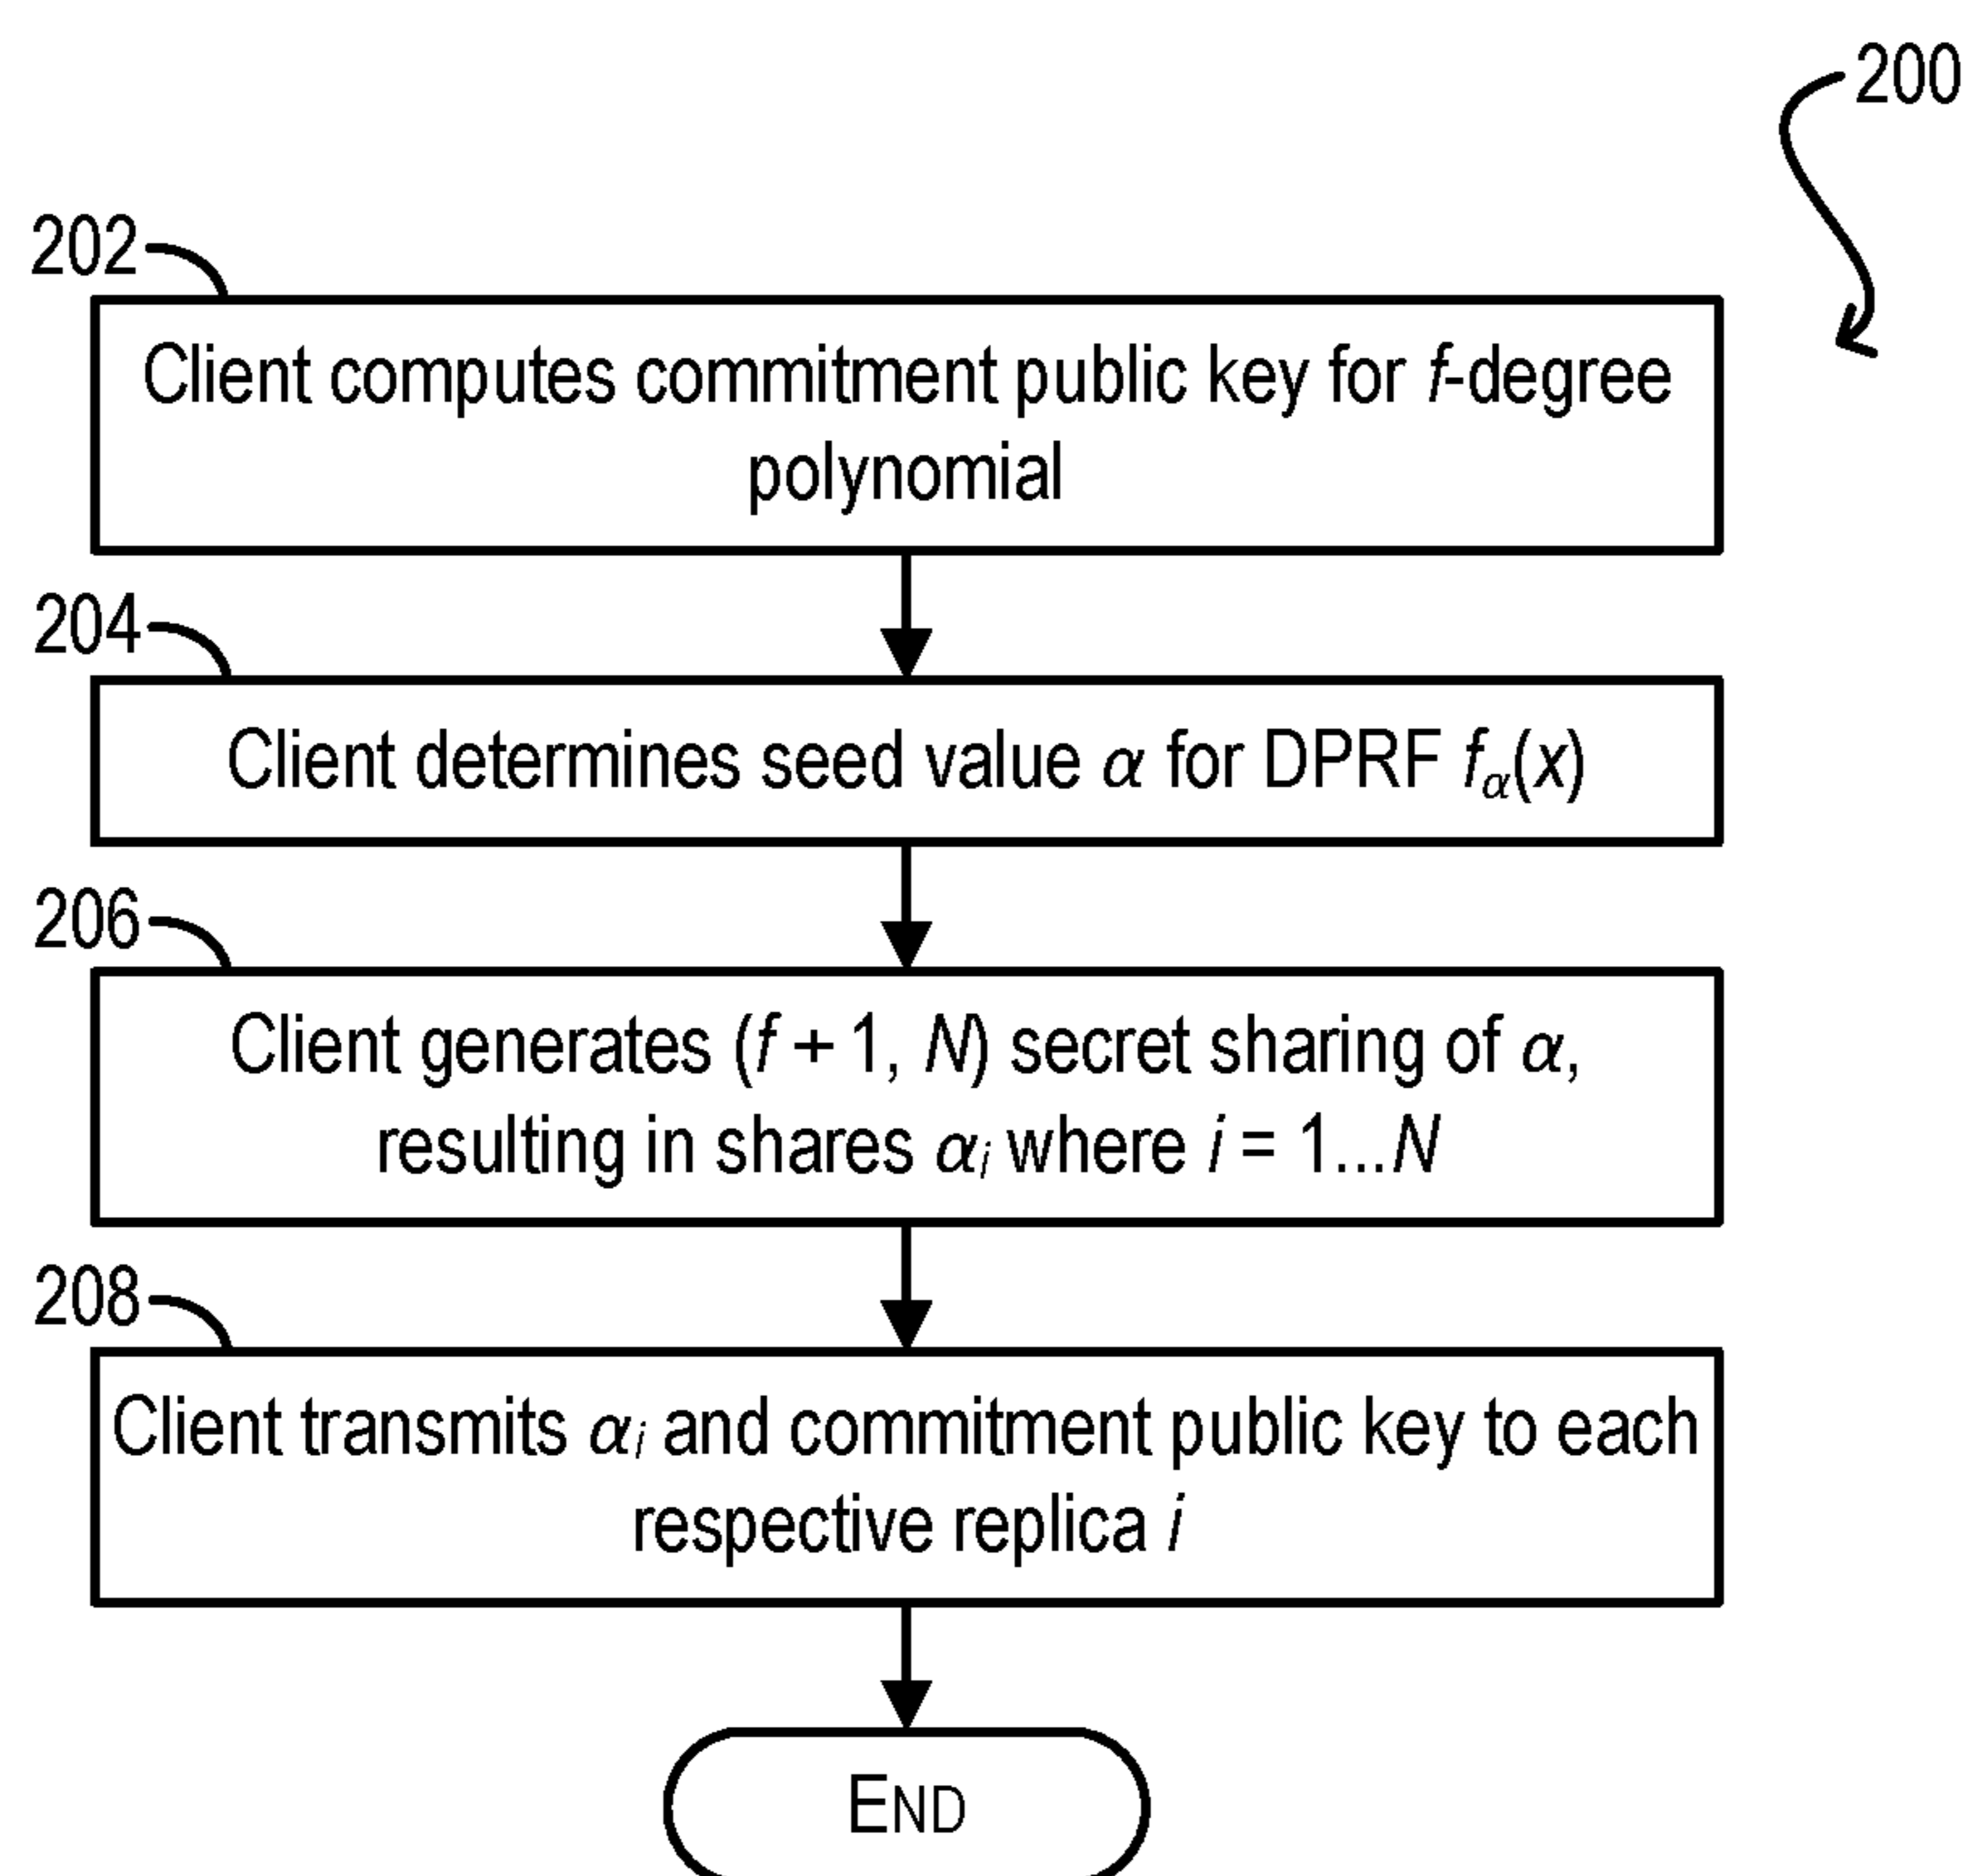 200
202
Client computes commitment public key for f-degree
polynomial
204
Client determines seed value α for DPRF fα(x)
206
Client generates (f + 1, N) secret sharing of α,
resulting in shares αi where i = 1...N
208
Client transmits αi and commitment public key to each
respective replica i
END